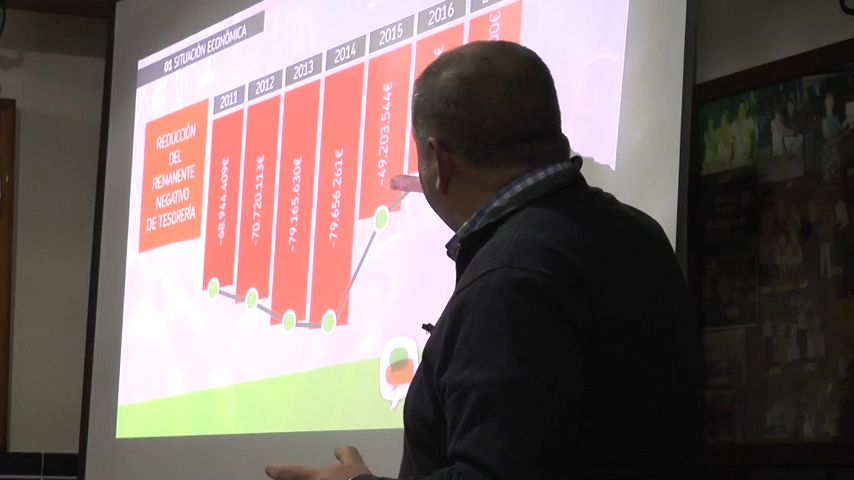 01 SITUACIÓN ECONÓMICA
2011
2012
2013
2014
2015
2016
REDUCCIÓN
DEL
REMANENTE
NEGATIVO
DE TESORERÍA
-68.944.409€
-70.720.113€
-79.165.630€
-79.656.261€
-49.203.544€